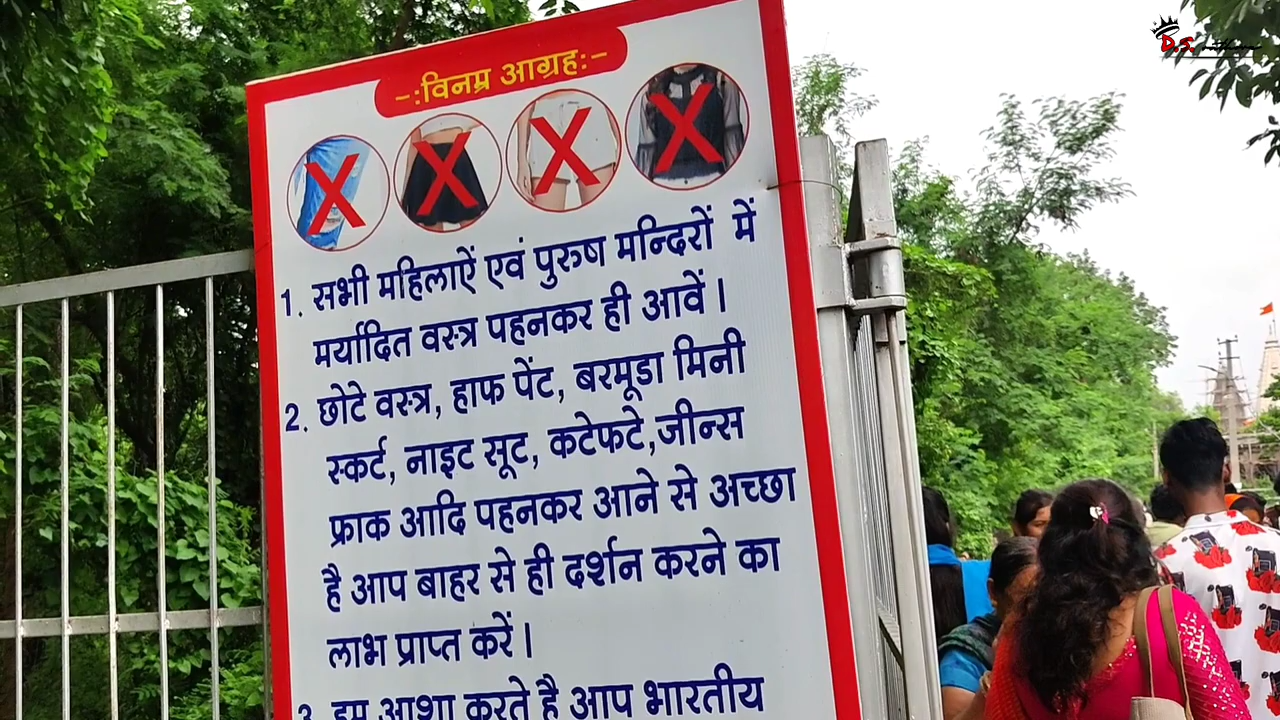 -:विनम्र आग्रह:-
1. सभी महिलाऐं एवं पुरुष मन्दिरों में
मर्यादित वस्त्र पहनकर ही आवें।
2. छोटे वस्त्र, हाफ पेंट, बरमूडा मिनी
स्कर्ट, नाइट सूट, कटेफटे,जीन्स
फ्राक आदि पहनकर आने से अच्छा
है आप बाहर से ही दर्शन करने का
लाभ प्राप्त करें।
3. हम आशा करते है आप भारतीय
D.S.